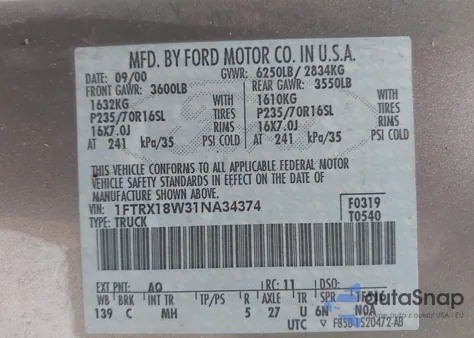 MFD. BY FORD MOTOR CO. IN U.S.A.
DATE: 09/00 GVWR: 6250LB/ 2834KG
FRONT GAWR: 3600LB REAR GAWR: 3550LB
1632KG WITH 1610KG WITH
P235/70R16SL TIRES P235/70R16SL TIRES
16X7.0J RIMS 16X7.0J RIMS
AT 241 kPa/35 PSI COLD AT 241 kPa/35 PSI COLD
THIS VEHICLE CONFORMS TO ALL APPLICABLE FEDERAL MOTOR
VEHICLE SAFETY STANDARDS IN EFFECT ON THE DATE OF
MANUFACTURE SHOWN ABOVE.
VIN: 1FTRX18W31NA34374 F0319
TYPE: TRUCK T0540
EXT PNT: AQ RC: 11 DSO:
WB BRK INT TR TP/PS R AXLE TR SPR
139 C MH 5 27 U 6N N0A
UTC F85B-1520472-AB
autaSnap
autaSnap